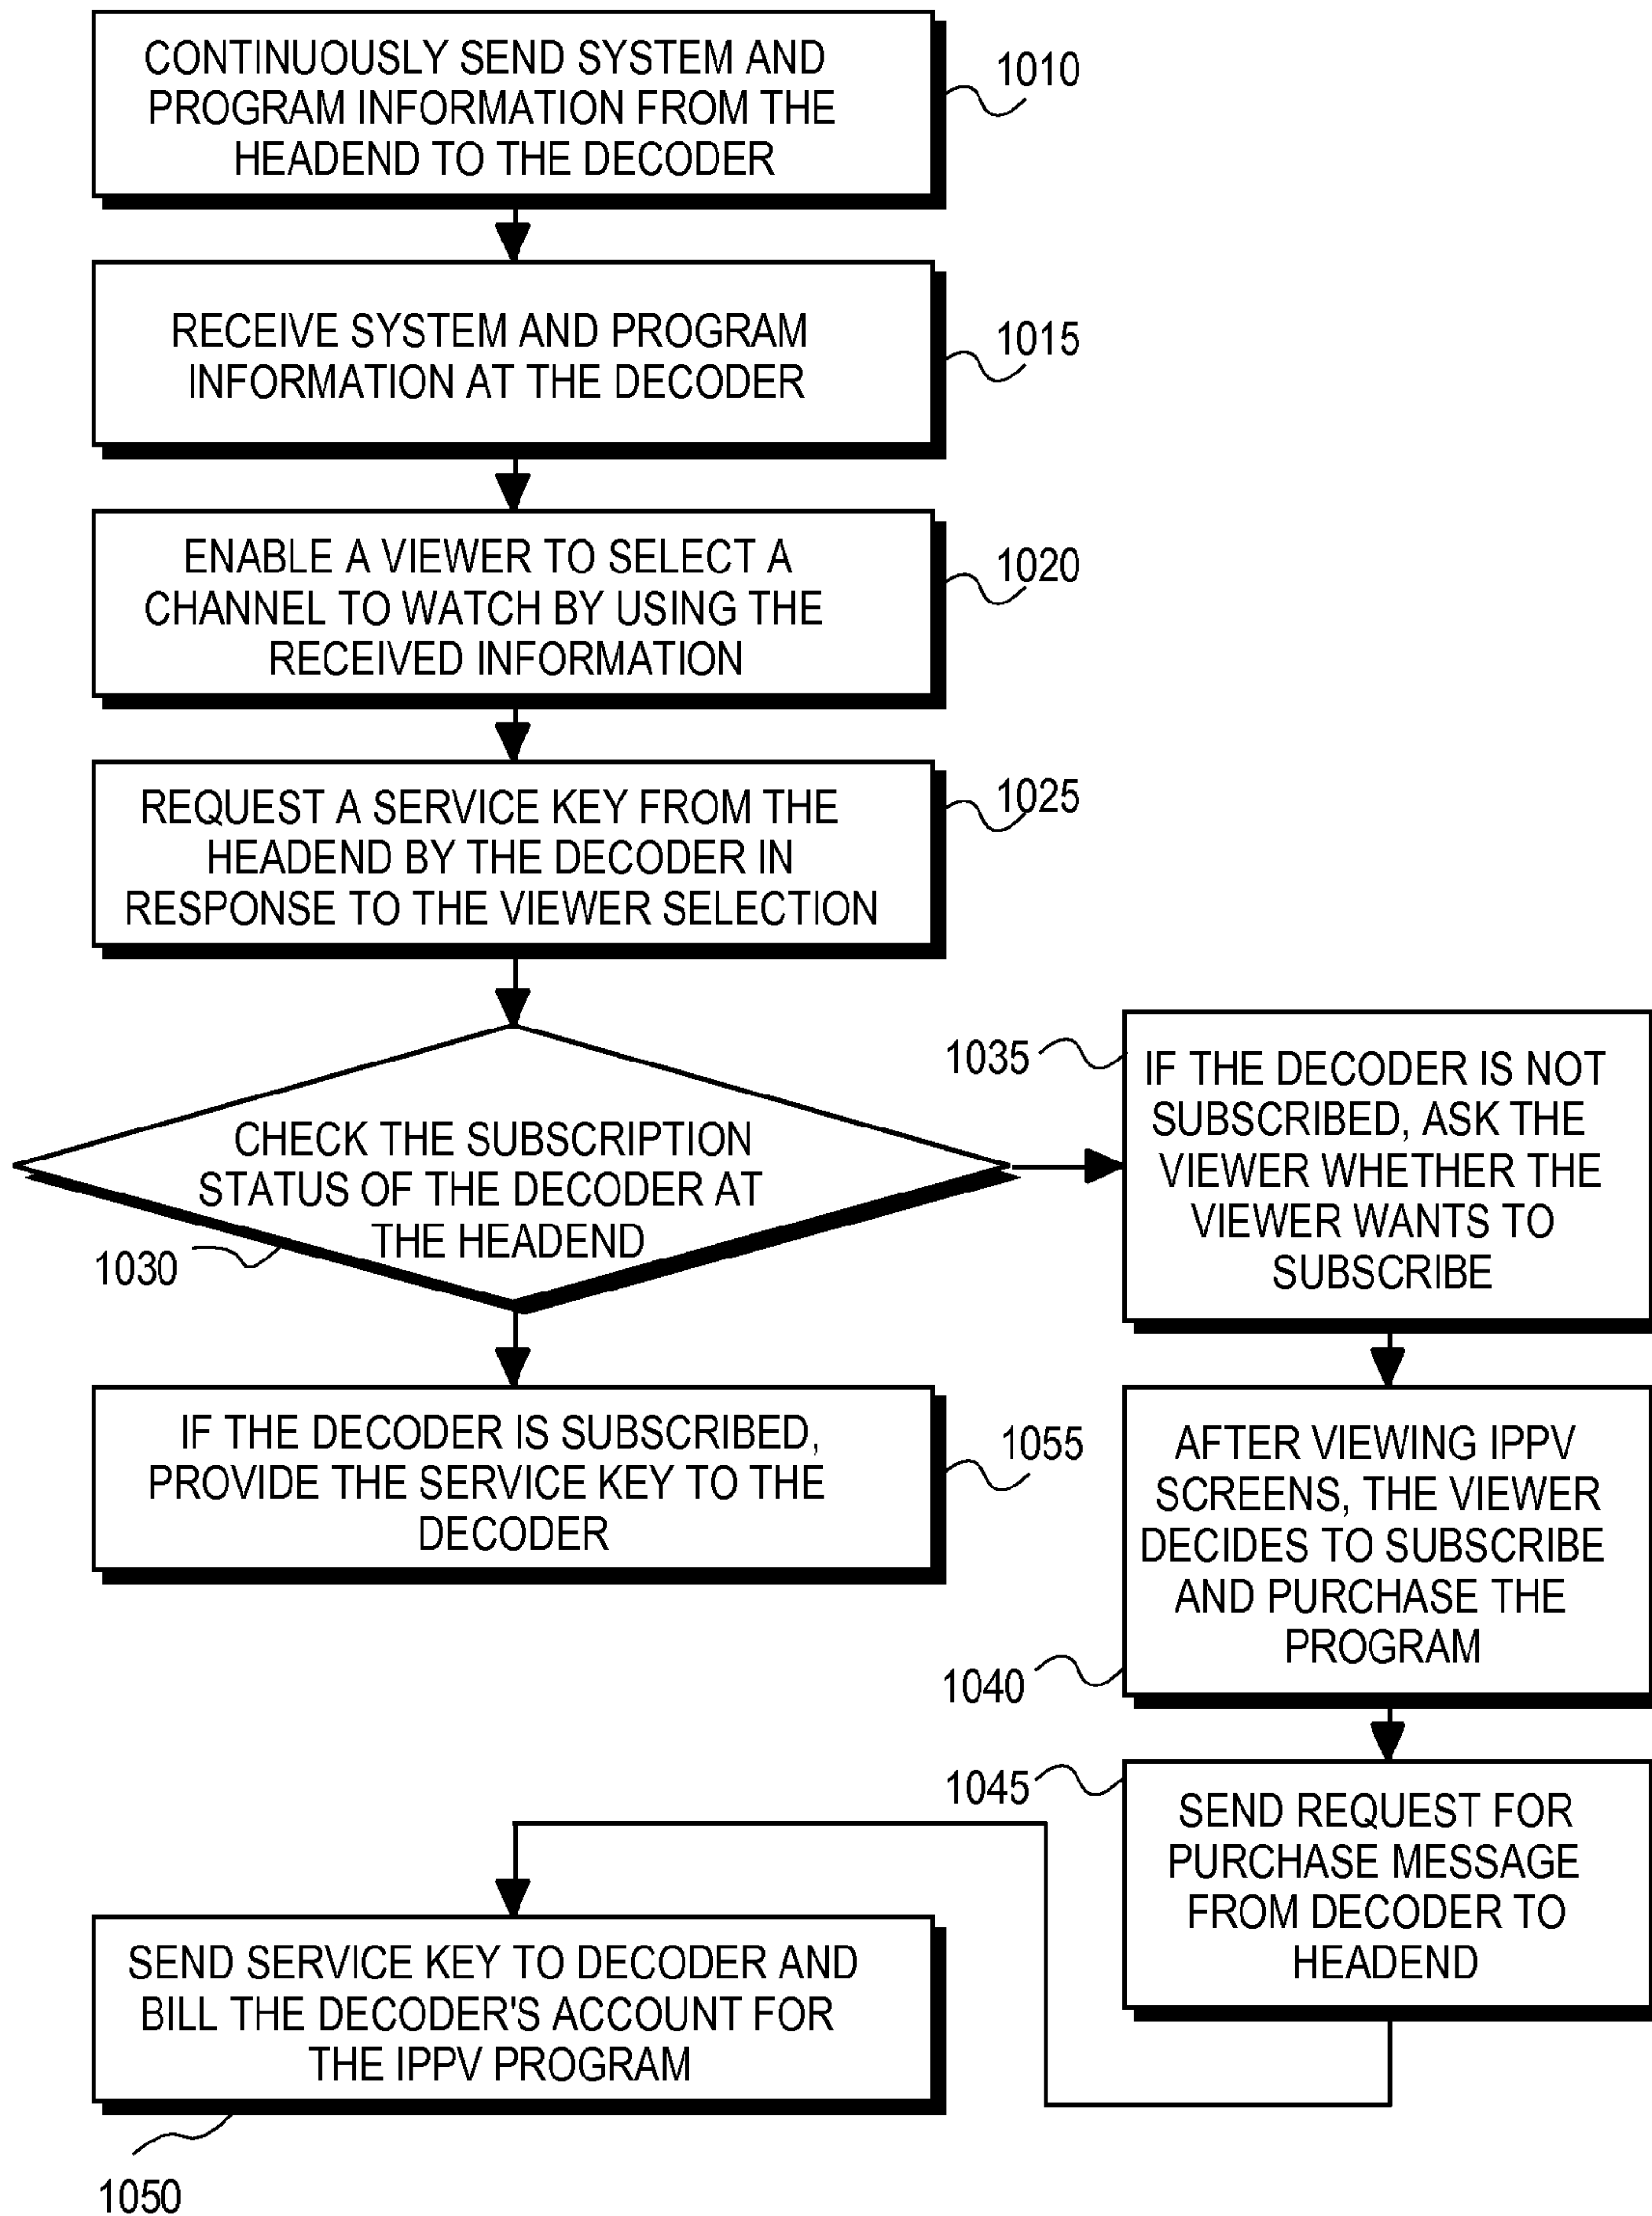 CONTINUOUSLY SEND SYSTEM AND
PROGRAM INFORMATION FROM THE
HEADEND TO THE DECODER
1010
RECEIVE SYSTEM AND PROGRAM
INFORMATION AT THE DECODER
1015
ENABLE A VIEWER TO SELECT A
CHANNEL TO WATCH BY USING THE
RECEIVED INFORMATION
1020
REQUEST A SERVICE KEY FROM THE
HEADEND BY THE DECODER IN
RESPONSE TO THE VIEWER SELECTION
1025
CHECK THE SUBSCRIPTION
STATUS OF THE DECODER AT
THE HEADEND
1030
1035
IF THE DECODER IS NOT
SUBSCRIBED, ASK THE
VIEWER WHETHER THE
VIEWER WANTS TO
SUBSCRIBE
IF THE DECODER IS SUBSCRIBED,
PROVIDE THE SERVICE KEY TO THE
DECODER
1055
AFTER VIEWING IPPV
SCREENS, THE VIEWER
DECIDES TO SUBSCRIBE
AND PURCHASE THE
PROGRAM
1040
1045
SEND REQUEST FOR
PURCHASE MESSAGE
FROM DECODER TO
HEADEND
SEND SERVICE KEY TO DECODER AND
BILL THE DECODER'S ACCOUNT FOR
THE IPPV PROGRAM
1050